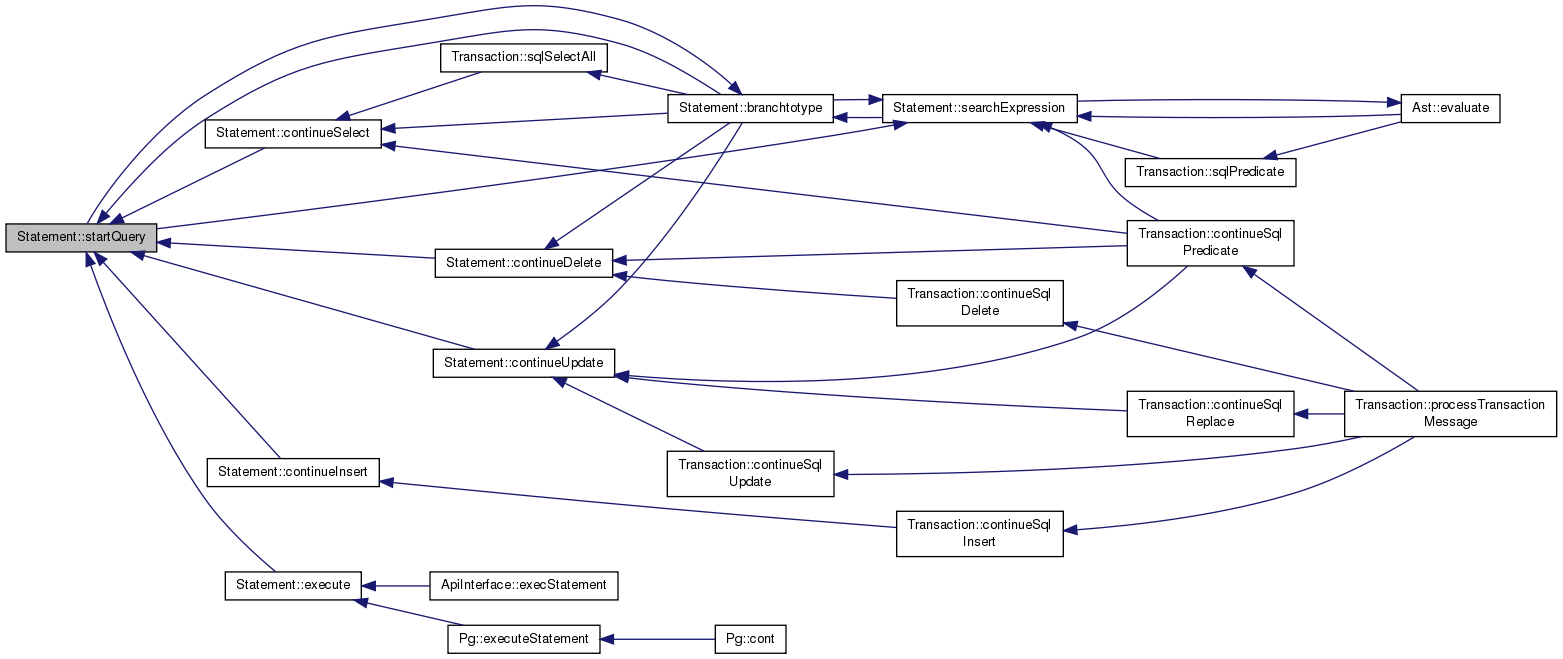 Transaction::sqlSelectAll
Statement::branchtotype
Statement::searchExpression
Ast::evaluate
Statement::continueSelect
Transaction::sqlPredicate
Statement::startQuery
Transaction::continueSql
Predicate
Statement::continueDelete
Transaction::continueSql
Delete
Statement::continueUpdate
Transaction::continueSql
Replace
Transaction::processTransaction
Message
Statement::continueInsert
Transaction::continueSql
Update
Transaction::continueSql
Insert
Statement::execute
ApiInterface::execStatement
Pg::executeStatement
Pg::cont